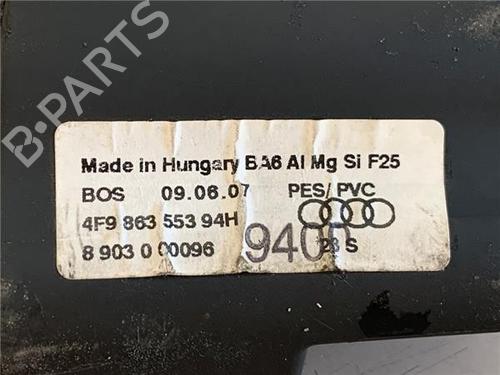 B-PARTS
Made in Hungary BA6 Al Mg Si F25
BOS 09.06.07 PES/ PVC
4F9 863 553 94H
8 903 0 00096 940 28 S